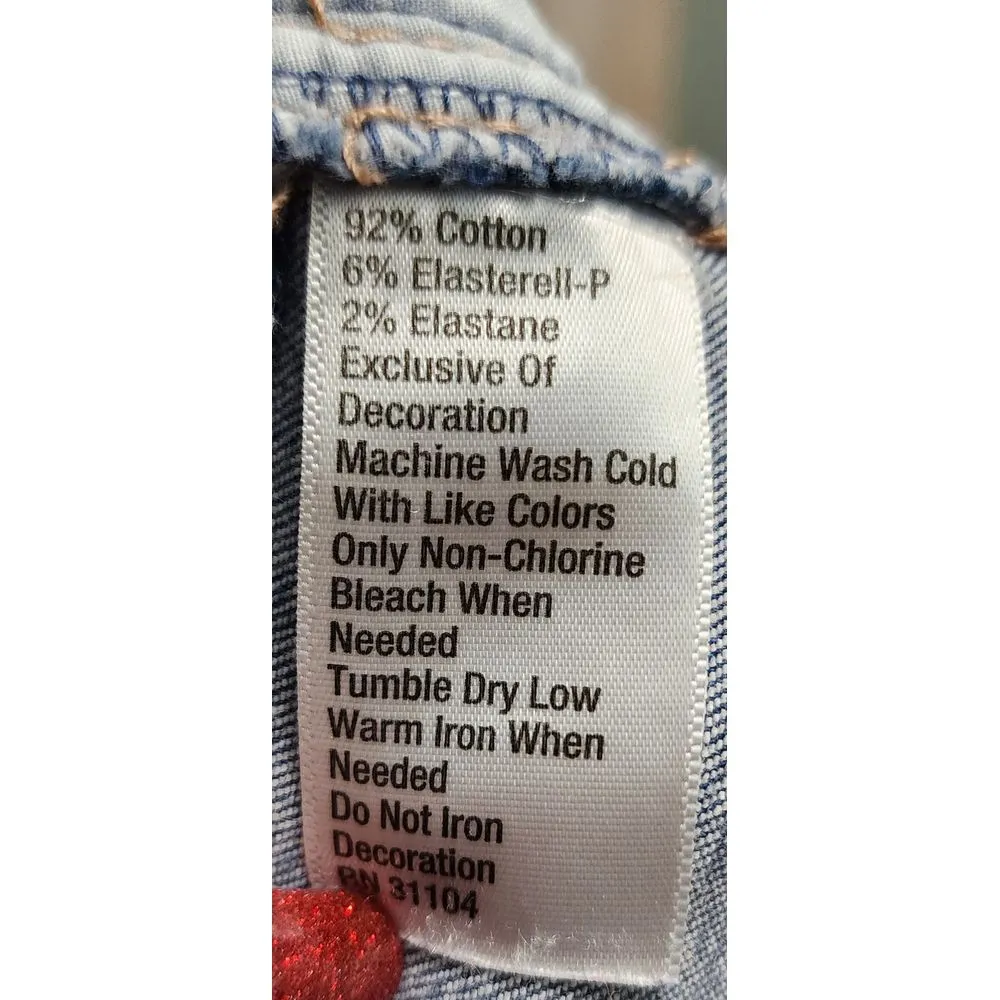 92% Cotton
6% Elasterell-P
2% Elastane
Exclusive Of
Decoration
Machine Wash Cold
With Like Colors
Only Non-Chlorine
Bleach When
Needed
Tumble Dry Low
Warm Iron When
Needed
Do Not Iron
Decoration
RN 31104